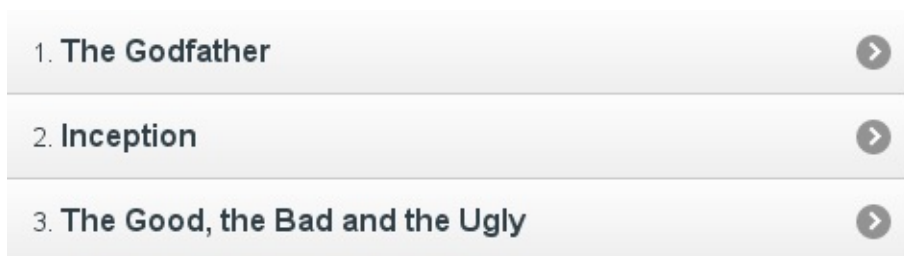 1. The Godfather
2. Inception
3. The Good, the Bad and the Ugly